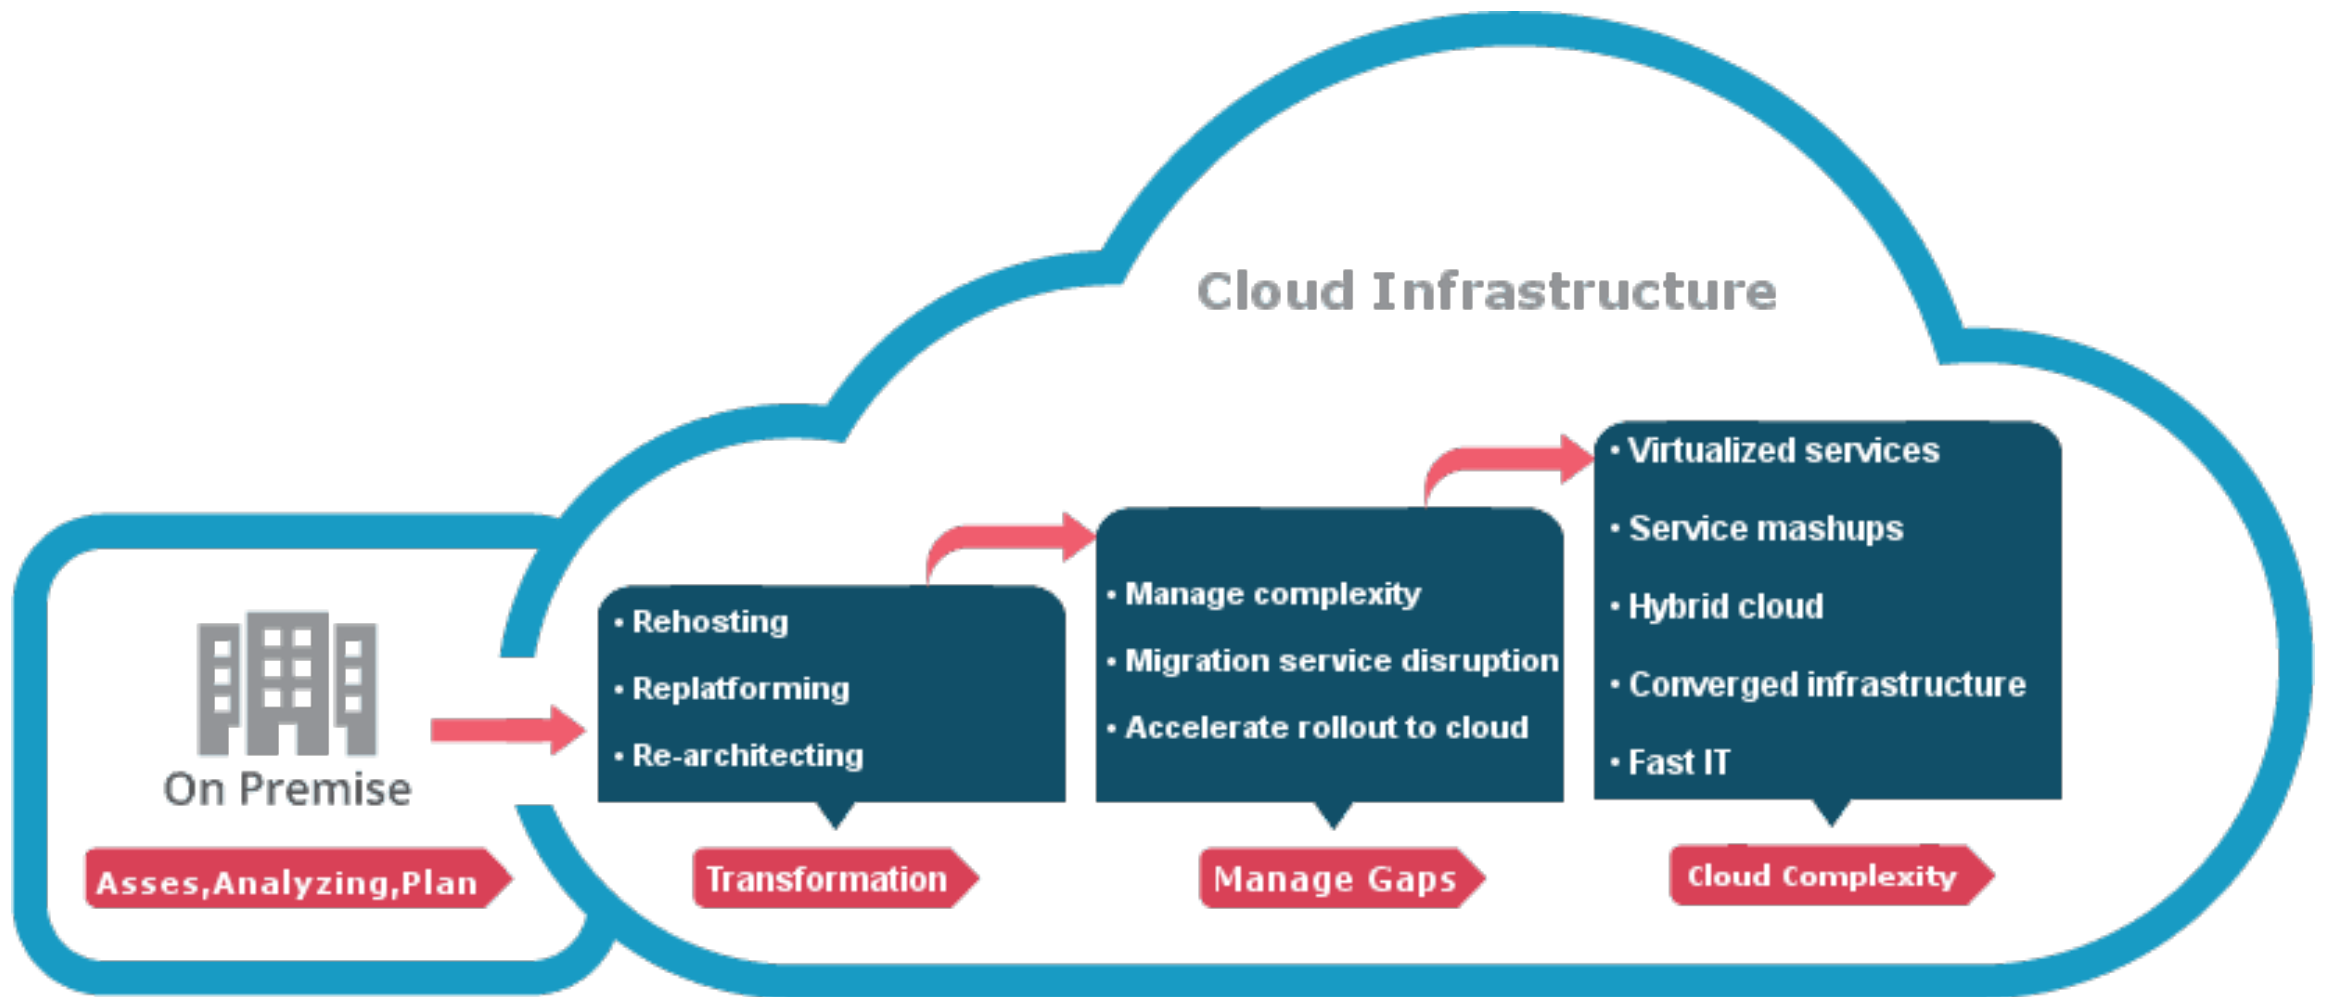 Cloud Infrastructure
On Premise
Asses,Analyzing,Plan
• Rehosting
• Replatforming
• Re-architecting
Transformation
• Manage complexity
• Migration service disruption
• Accelerate rollout to cloud
Manage Gaps
• Virtualized services
• Service mashups
• Hybrid cloud
• Converged infrastructure
• Fast IT
Cloud Complexity